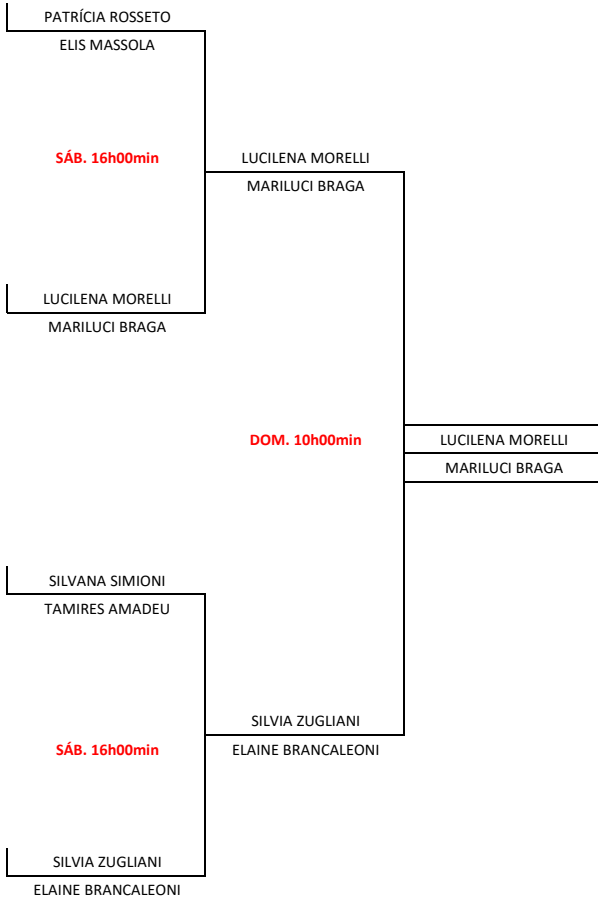 PATRÍCIA ROSSETO
ELIS MASSOLA
SÁB. 16h00min
LUCILENA MORELLI
MARILUCI BRAGA
LUCILENA MORELLI
MARILUCI BRAGA
DOM. 10h00min
LUCILENA MORELLI
MARILUCI BRAGA
SILVANA SIMIONI
TAMIRES AMADEU
SILVIA ZUGLIANI
SÁB. 16h00min
ELAINE BRANCALEONI
SILVIA ZUGLIANI
ELAINE BRANCALEONI